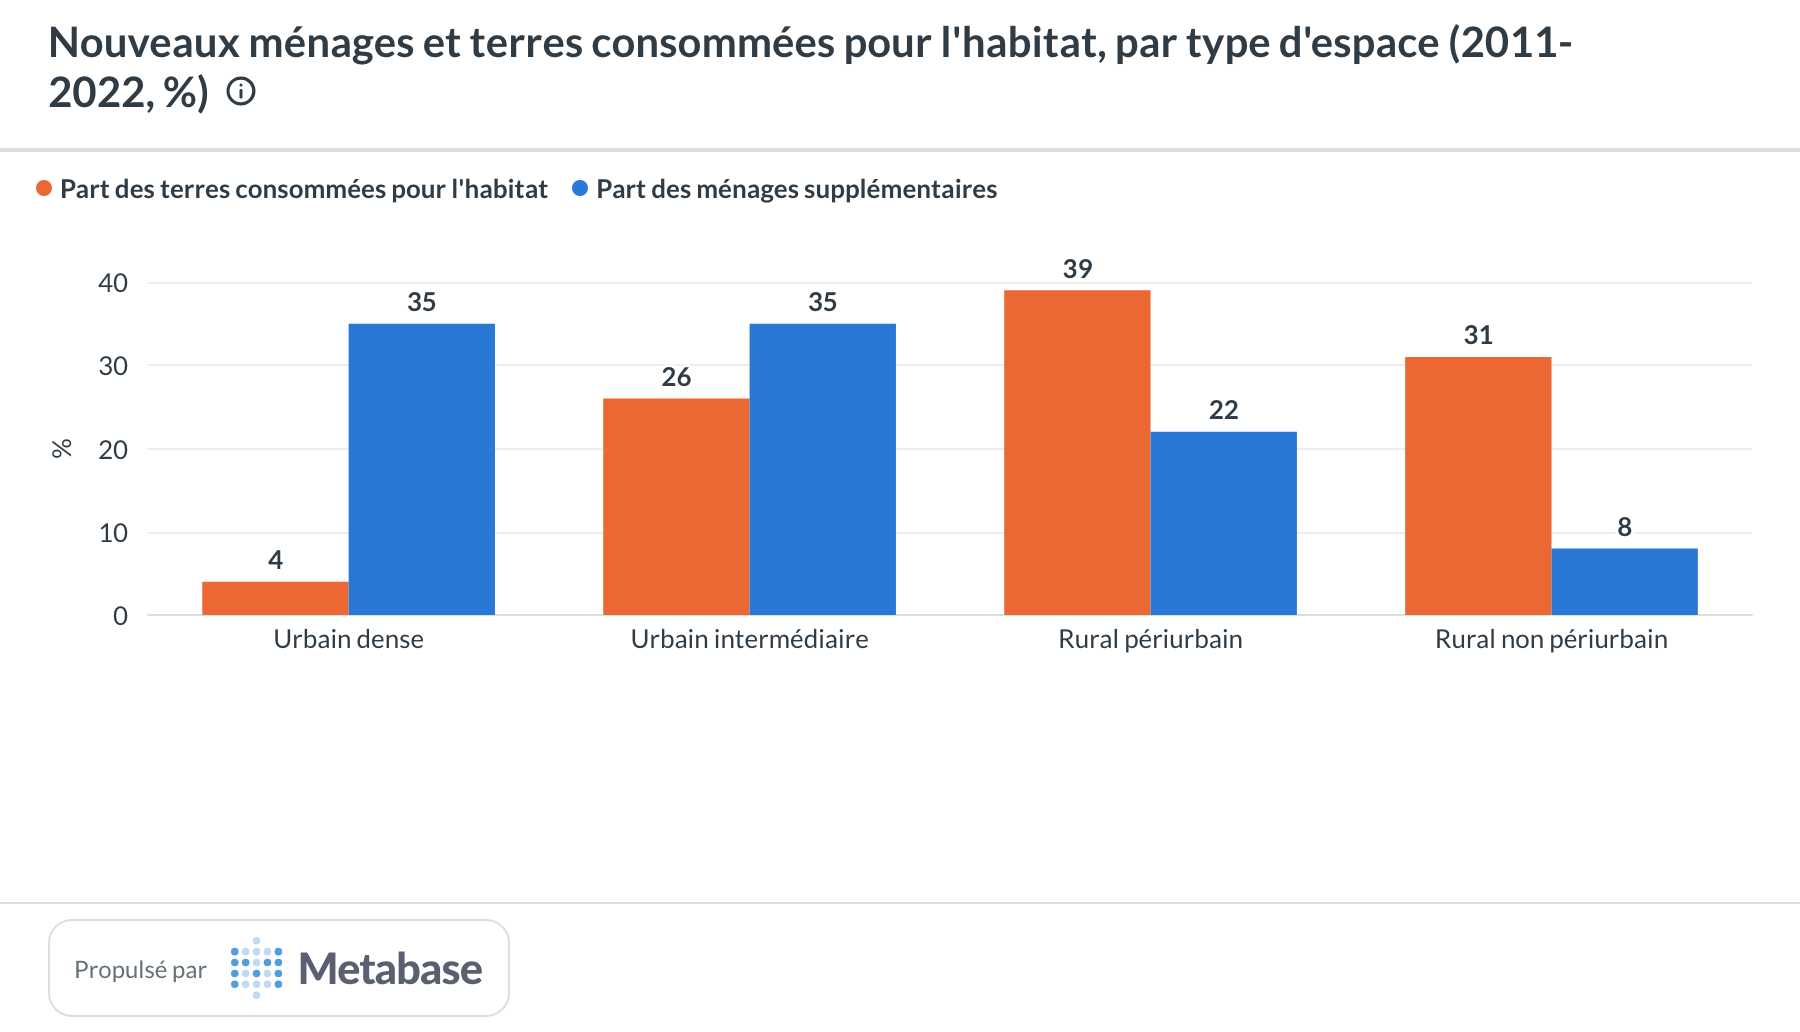 Nouveaux ménages et terres consommées pour l'habitat, par type d'espace (2011-
2022, %)
Part des terres consommées pour l'habitat
Part des ménages supplémentaires
%
40
30
20
10
0
4
35
26
35
39
22
31
8
Urbain dense
Urbain intermédiaire
Rural périurbain
Rural non périurbain
Propulsé par
Metabase